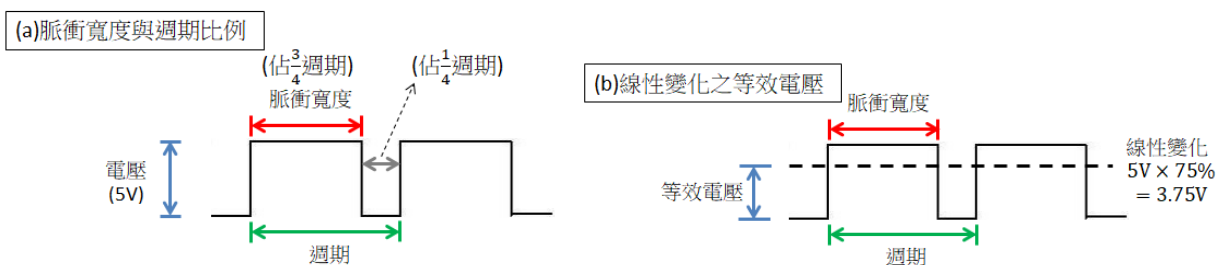 (a)脈衝寬度與週期比例
(佔3/4週期)
(佔1/4週期)
脈衝寬度
電壓
(5V)
週期
(b)線性變化之等效電壓
脈衝寬度
等效電壓
線性變化
5V × 75%
= 3.75V
週期